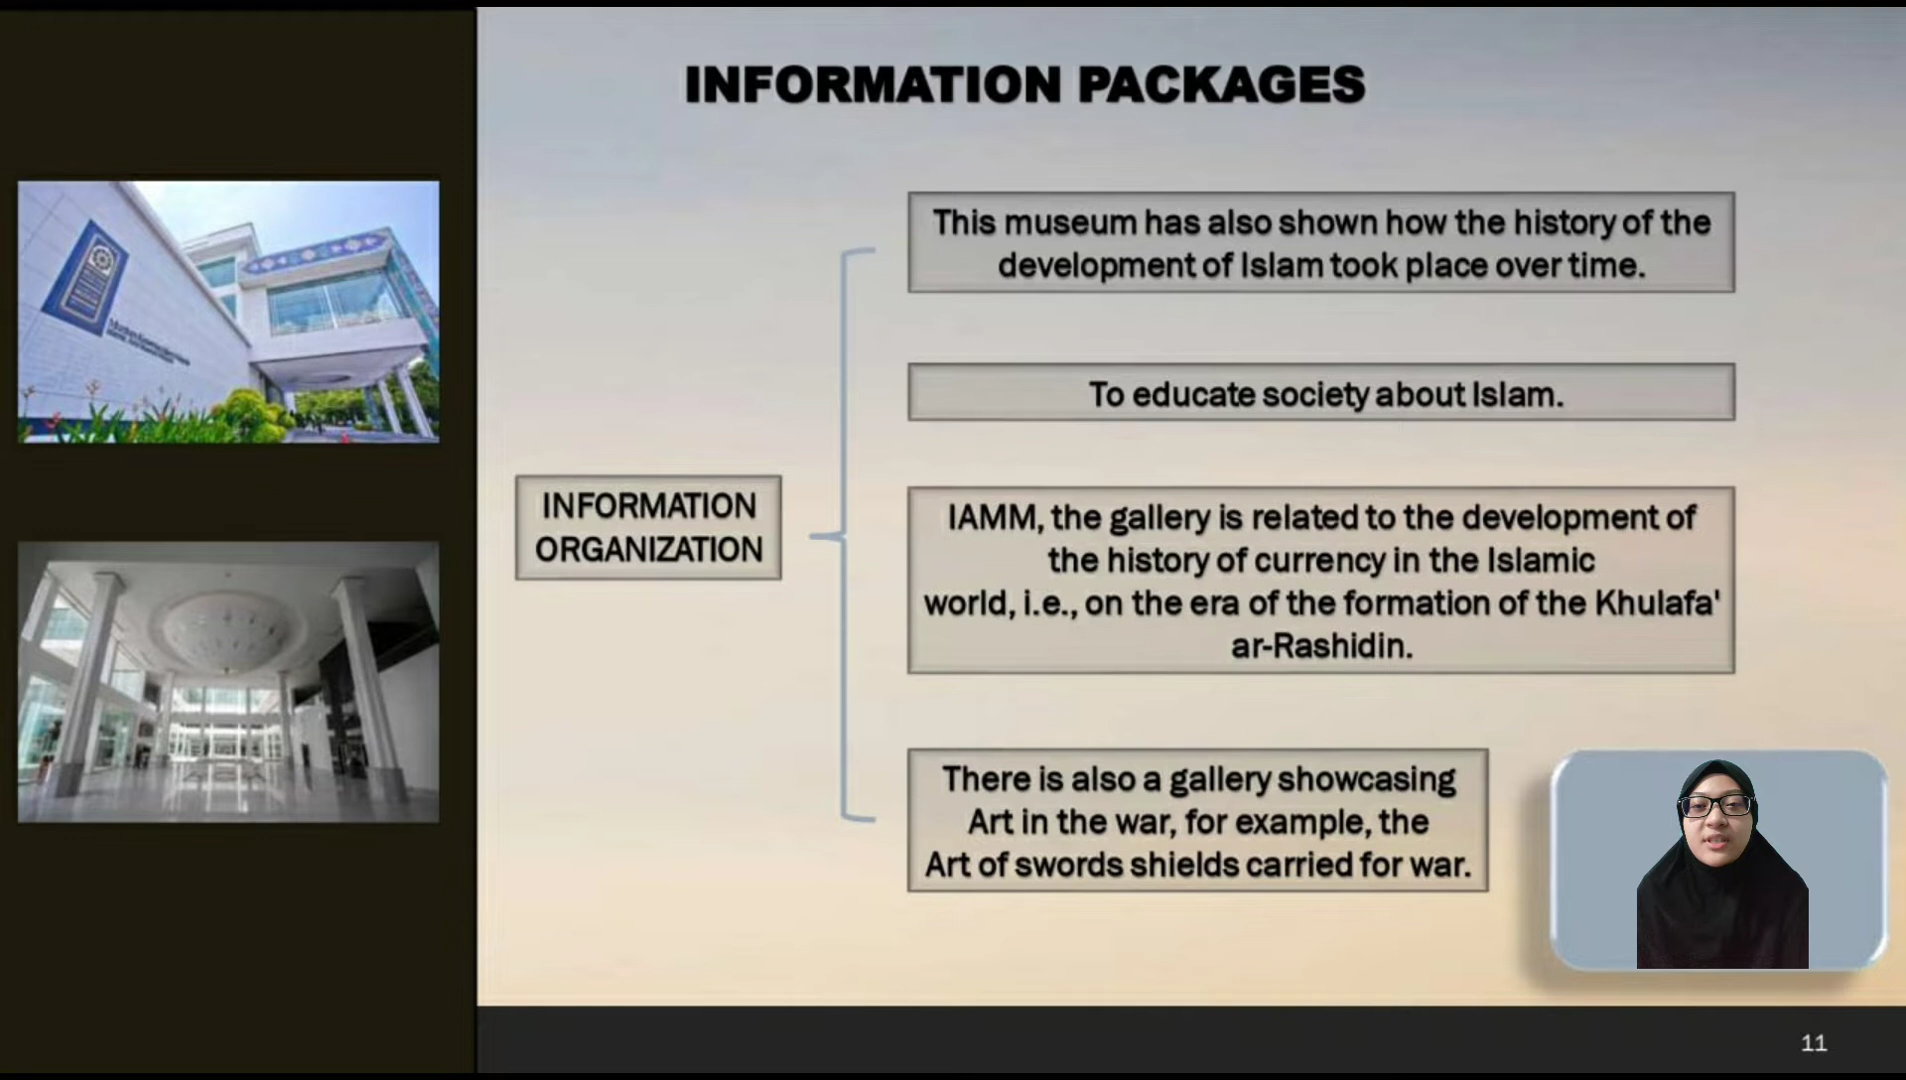 INFORMATION PACKAGES
This museum has also shown how the history of the
development of Islam took place over time.
To educate society about Islam.
INFORMATION
ORGANIZATION
IAMM, the gallery is related to the development of
the history of currency in the Islamic
world, i.e., on the era of the formation of the Khulafa'
ar-Rashidin.
There is also a gallery showcasing
Art in the war, for example, the
Art of swords shields carried for war.
11